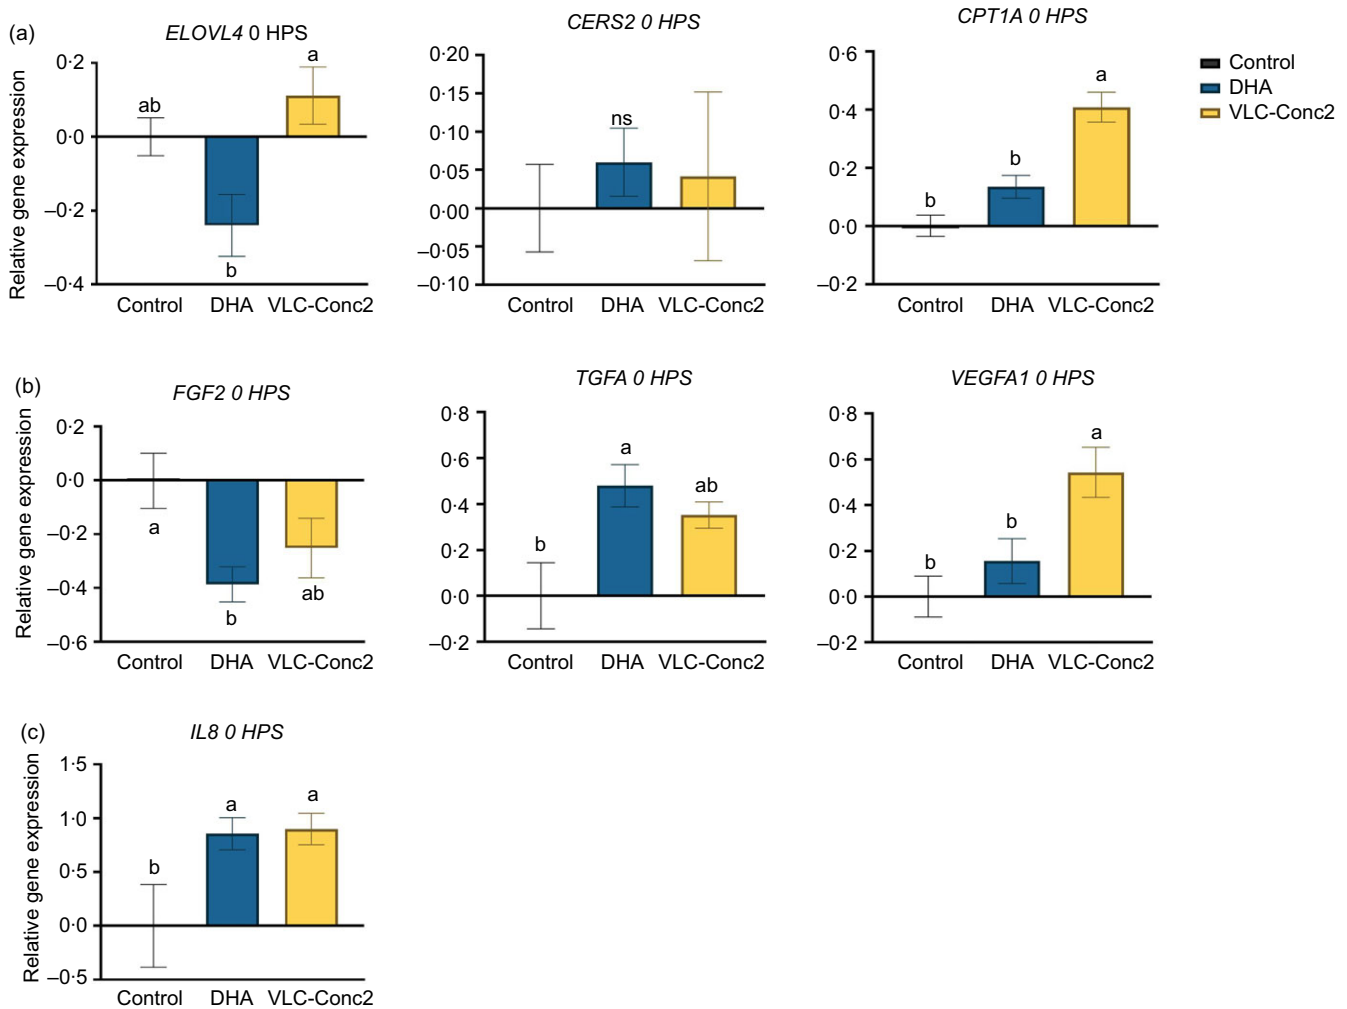 (a)
ELOVL4 0 HPS
CERS2 0 HPS
CPT1A 0 HPS
Control
DHA
VLC-Conc2
Relative gene expression
0·2
0·0
–0·2
–0·4
ab
b
a
Control DHA VLC-Conc2
0·20
0·15
0·10
0·05
0·00
–0·05
–0·10
ns
Control DHA VLC-Conc2
0·6
0·4
0·2
0·0
–0·2
b
b
a
Control DHA VLC-Conc2
(b)
FGF2 0 HPS
TGFA 0 HPS
VEGFA1 0 HPS
Relative gene expression
0·2
0·0
–0·2
–0·4
–0·6
a
b
ab
Control DHA VLC-Conc2
0·8
0·6
0·4
0·2
0·0
–0·2
b
a
ab
Control DHA VLC-Conc2
0·8
0·6
0·4
0·2
0·0
–0·2
b
b
a
Control DHA VLC-Conc2
(c)
IL8 0 HPS
Relative gene expression
1·5
1·0
0·5
0·0
–0·5
b
a
a
Control DHA VLC-Conc2